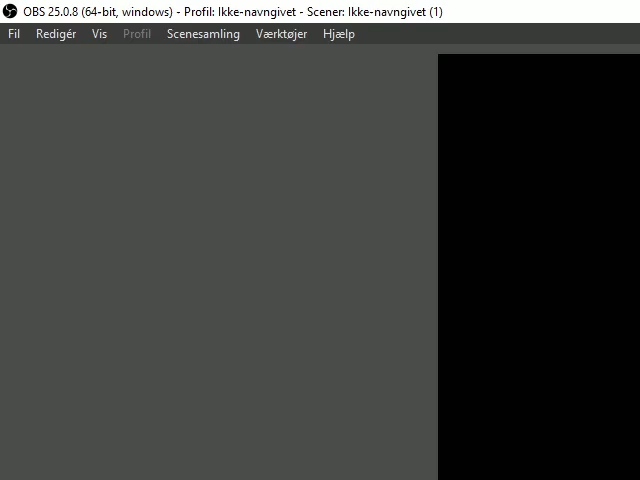 OBS 25.0.8 (64-bit, windows) - Profil: Ikke-navngivet - Scener: Ikke-navngivet (1)
Fil Redigér Vis Profil Scenesamling Værktøjer Hjælp